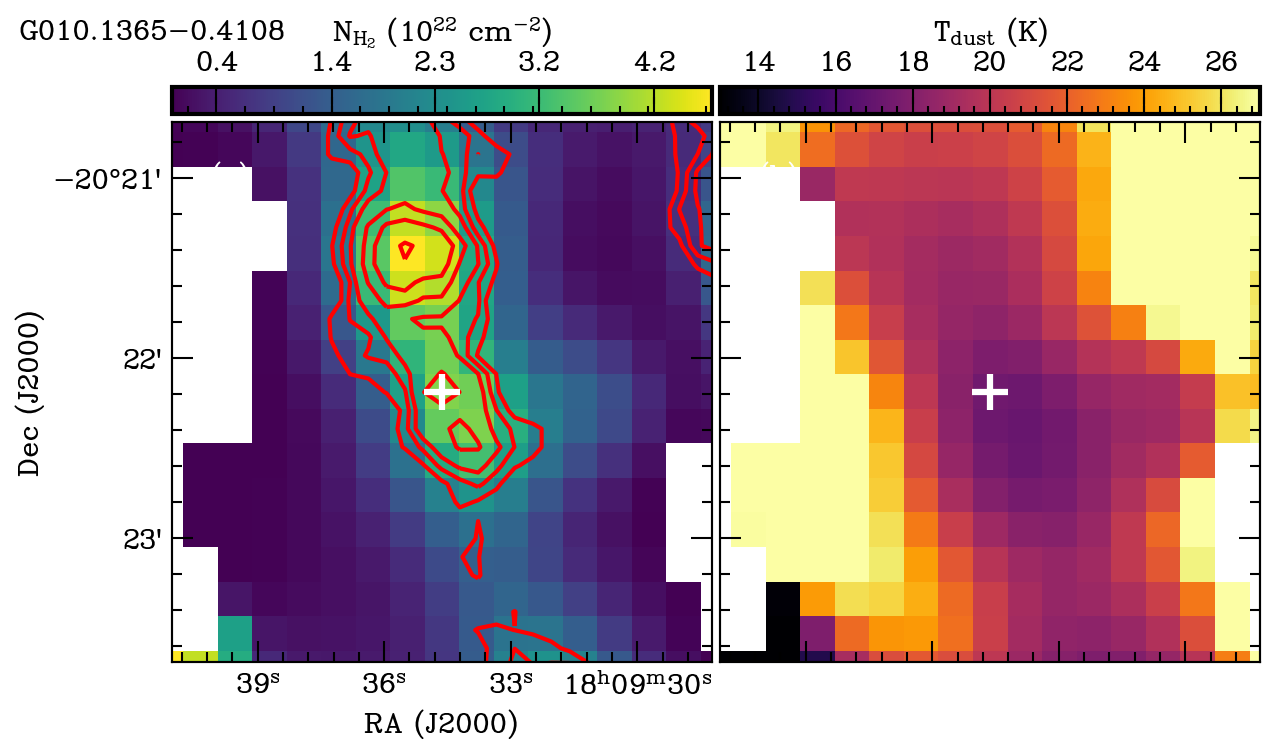 G010.1365−0.4108 N_H₂ (10²² cm⁻²) T_dust (K)
0.4 1.4 2.3 3.2 4.2 14 16 18 20 22 24 26
−20°21'
22'
23'
Dec (J2000)
39ˢ 36ˢ 33ˢ 18ʰ09ᵐ30ˢ
RA (J2000)